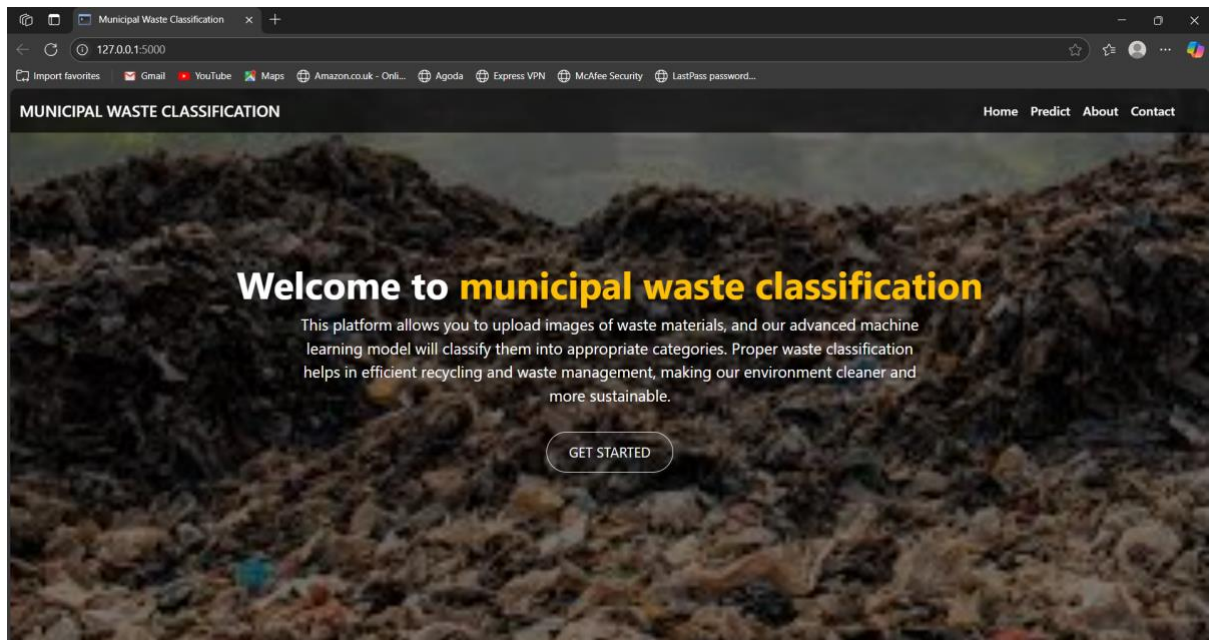 Municipal Waste Classification
127.0.0.1:5000
Import favorites Gmail YouTube Maps Amazon.co.uk - Onli... Agoda Express VPN McAfee Security LastPass password...
MUNICIPAL WASTE CLASSIFICATION Home Predict About Contact
Welcome to municipal waste classification
This platform allows you to upload images of waste materials, and our advanced machine
learning model will classify them into appropriate categories. Proper waste classification
helps in efficient recycling and waste management, making our environment cleaner and
more sustainable.
GET STARTED